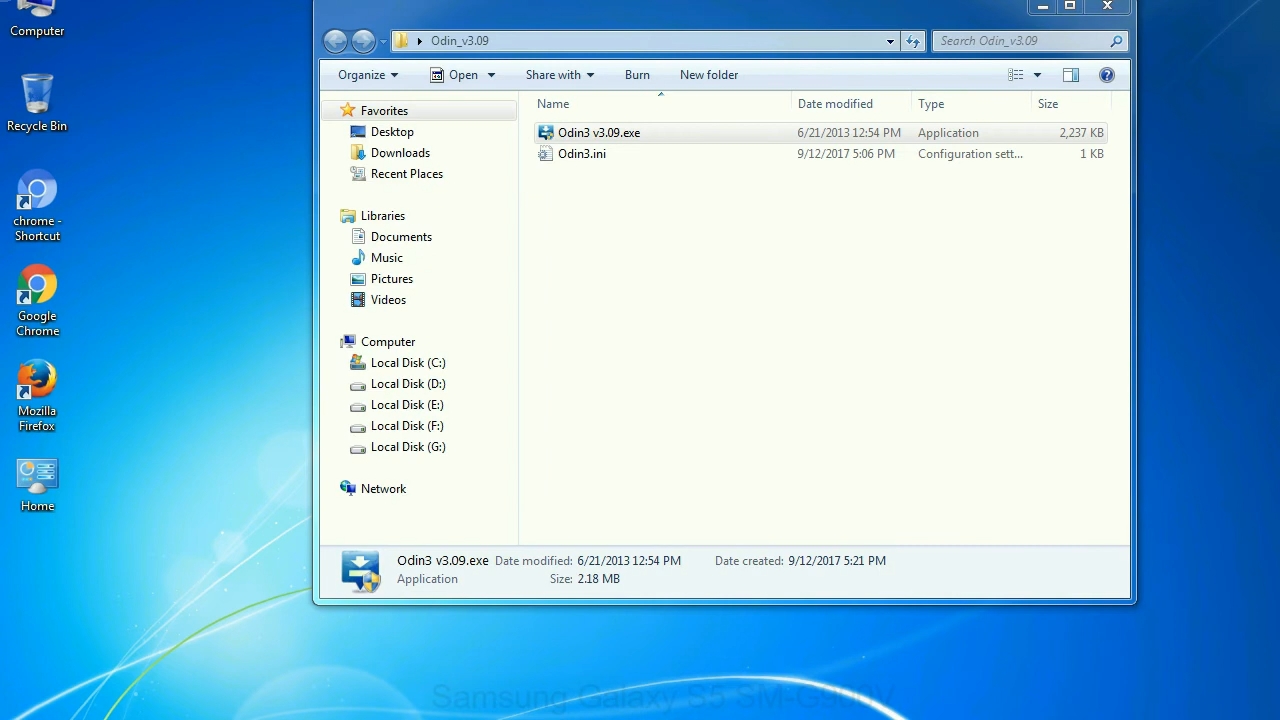 Computer
Recycle Bin
chrome -
Shortcut
Google
Chrome
Mozilla
Firefox
Home
Odin_v3.09
Search Odin_v3.09
Organize
Open
Share with
Burn
New folder
Name
Date modified
Type
Size
Favorites
Desktop
Downloads
Recent Places
Libraries
Documents
Music
Pictures
Videos
Computer
Local Disk (C:)
Local Disk (D:)
Local Disk (E:)
Local Disk (F:)
Local Disk (G:)
Network
Odin3 v3.09.exe 6/21/2013 12:54 PM Application 2,237 KB
Odin3.ini 9/12/2017 5:06 PM Configuration sett... 1 KB
Odin3 v3.09.exe Date modified: 6/21/2013 12:54 PM Date created: 9/12/2017 5:21 PM
Application Size: 2.18 MB
Samsung Galaxy S5 SM-G900V